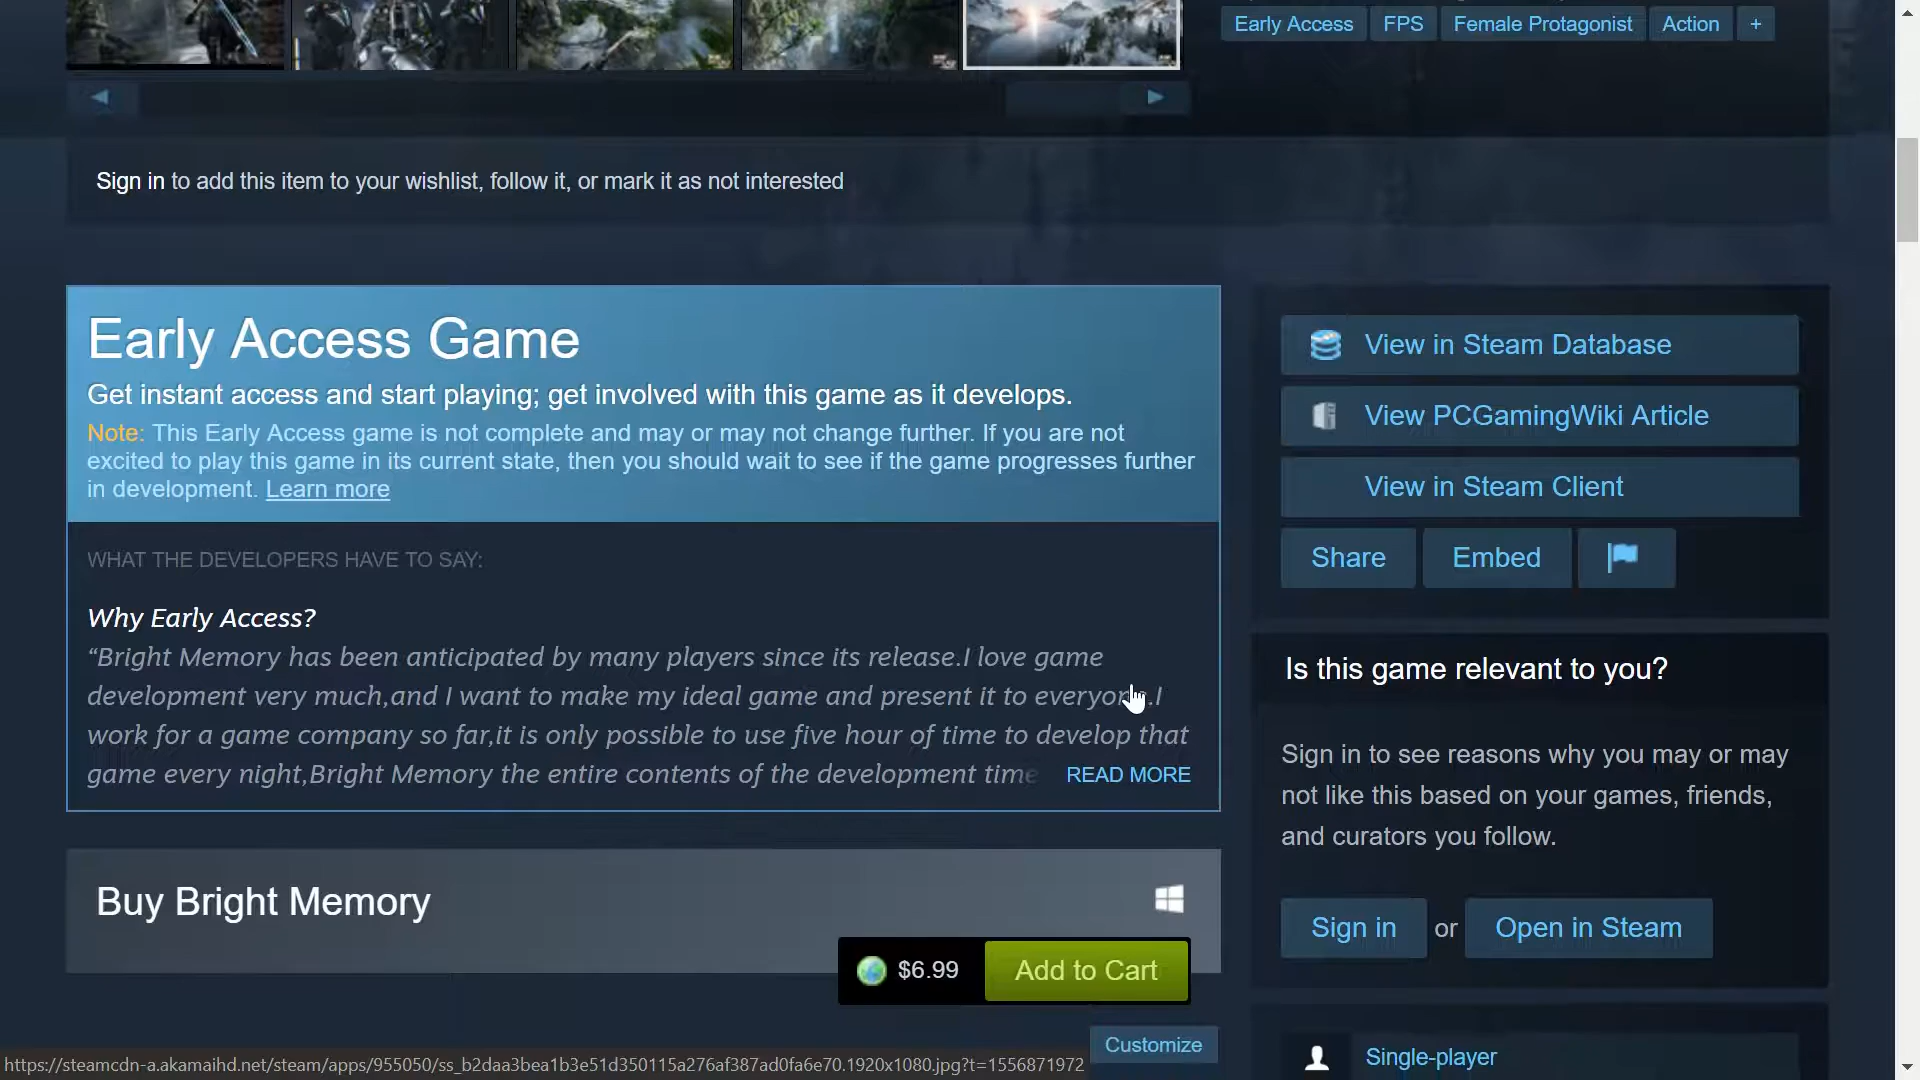 Early Access FPS Female Protagonist Action +
Sign in to add this item to your wishlist, follow it, or mark it as not interested
Early Access Game
Get instant access and start playing; get involved with this game as it develops.
Note: This Early Access game is not complete and may or may not change further. If you are not
excited to play this game in its current state, then you should wait to see if the game progresses further
in development. Learn more
WHAT THE DEVELOPERS HAVE TO SAY:
Why Early Access?
“Bright Memory has been anticipated by many players since its release.I love game
development very much,and I want to make my ideal game and present it to .I
work for a game company so far,it is only possible to use five hour of time to develop that
game every night,Bright Memory the entire contents of the development time
READ MORE
Buy Bright Memory
$6.99
Add to Cart
Customize
View in Steam Database
View PCGamingWiki Article
View in Steam Client
Share Embed
Is this game relevant to you?
Sign in to see reasons why you may or may
not like this based on your games, friends,
and curators you follow.
Sign in or Open in Steam
Single-player
https://steamcdn-a.akamaihd.net/steam/apps/955050/ss_b2daa3bea1b3e51d350115a276af387ad0fa6e70.1920x1080.jpg?t=1556871972